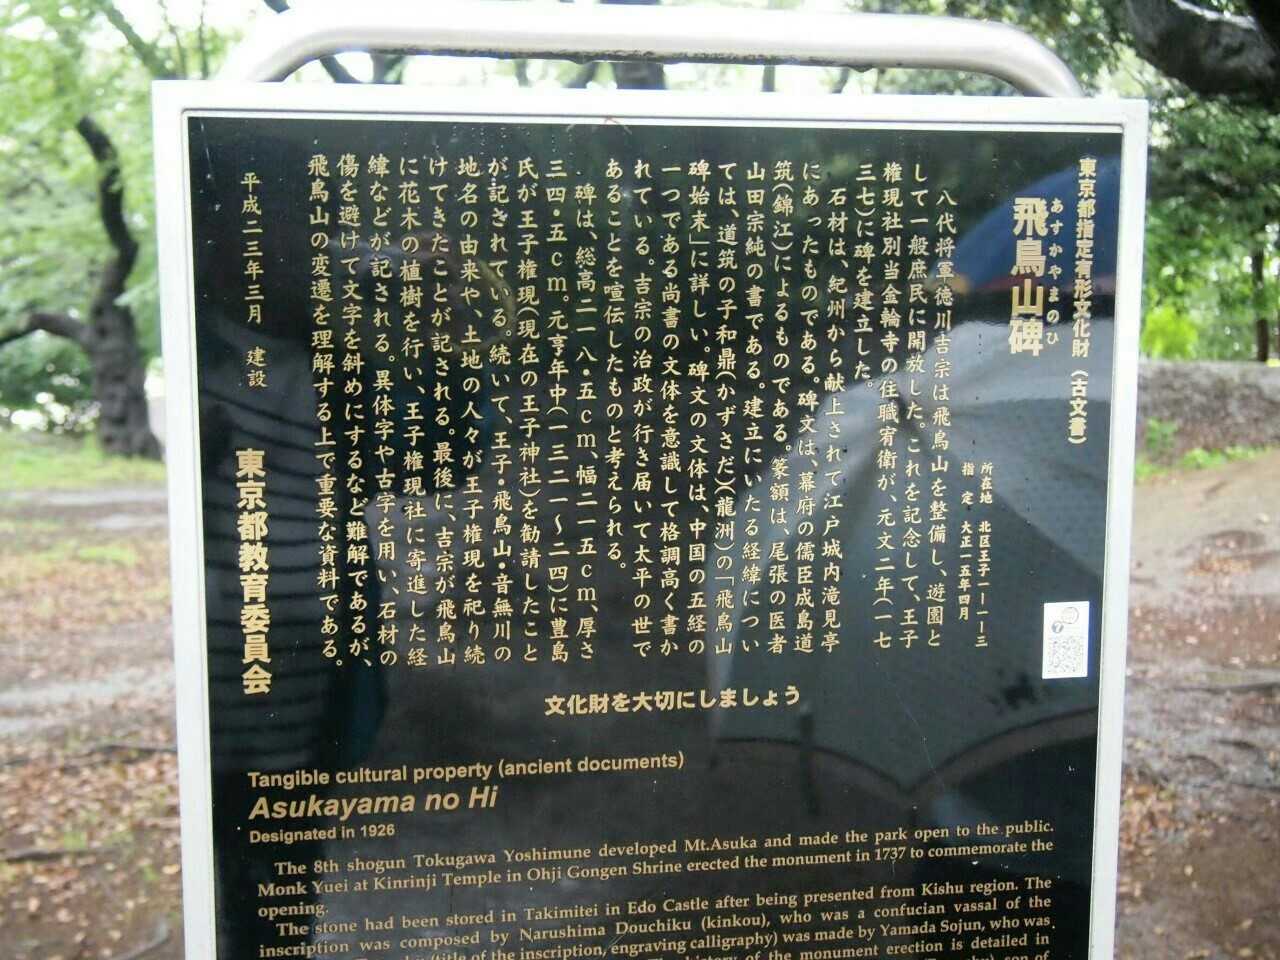 東京都指定有形文化財（古文書）
あすかやまのひ
飛鳥山碑
所在地　北区王子一ー一ー三
指　定　大正一五年四月
八代将軍徳川吉宗は飛鳥山を整備し、遊園と
して一般庶民に開放した。これを記念して、王子
権現社別当金輪寺の住職宥衛が、元文二年（一七
三七）に碑を建立した。
石材は、紀州から献上されて江戸城内滝見亭
にあったものである。碑文は、幕府の儒臣成島道
筑（錦江）によるものである。篆額は、尾張の医者
山田宗純の書である。建立にいたる経緯につい
ては、道筑の子和鼎（かずさだ）（龍洲）の「飛鳥山
碑始末」に詳しい。碑文の文体は、中国の五経の
一つである尚書の文体を意識して格調高く書か
れている。吉宗の治政が行き届いて太平の世で
あることを喧伝したものと考えられる。
碑は、総高二一八・五ｃｍ、幅二一五ｃｍ、厚さ
三四・五ｃｍ。元亨年中（一三二一～二四）に豊島
氏が王子権現（現在の王子神社）を勧請したこと
が記されている。続いて、王子・飛鳥山・音無川の
地名の由来や、土地の人々が王子権現を祀り続
けてきたことが記される。最後に、吉宗が飛鳥山
に花木の植樹を行い、王子権現社に寄進した経
緯などが記される。異体字や古字を用い、石材の
傷を避けて文字を斜めにするなど難解であるが、
飛鳥山の変遷を理解する上で重要な資料である。
平成二三年三月　建設
東京都教育委員会
文化財を大切にしましょう
Tangible cultural property (ancient documents)
Asukayama no Hi
Designated in 1926
The 8th shogun Tokugawa Yoshimune developed Mt.Asuka and made the park open to the public.
Monk Yuei at Kinrinji Temple in Ohji Gongen Shrine erected the monument in 1737 to commemorate the
opening.
The stone had been stored in Takimitei in Edo Castle after being presented from Kishu region. The
inscription was composed by Narushima Douchiku (kinkou), who was a confucian vassal of the
(title of the inscription, engraving calligraphy) was made by Yamada Sojun, who was
history of the monument erection is detailed in
son of